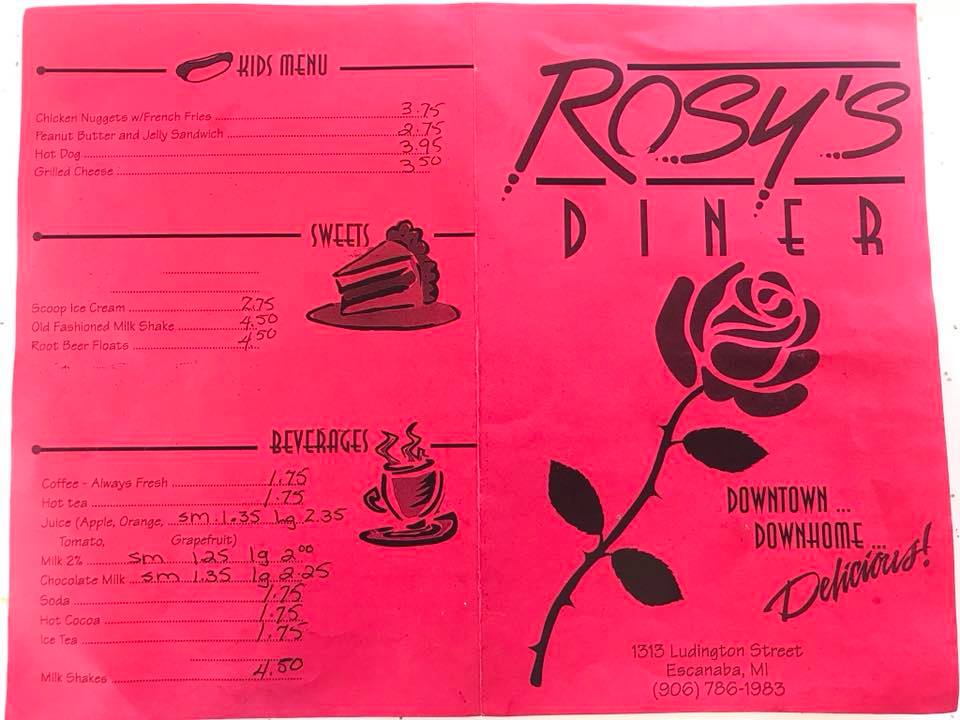 KIDS MENU
Chicken Nuggets w/French Fries 3.75
Peanut Butter and Jelly Sandwich 2.75
Hot Dog 3.95
Grilled Cheese 3.50
SWEETS
Scoop Ice Cream 2.75
Old Fashioned Milk Shake 4.50
Root Beer Floats 4.50
BEVERAGES
Coffee - Always Fresh 1.75
Hot tea 1.75
Juice (Apple, Orange, sm 1.35 lg 2.35
Tomato, Grapefruit)
Milk 2% sm 1.25 lg 2.00
Chocolate Milk sm 1.35 lg 2.25
Soda 1.75
Hot Cocoa 1.75
Ice Tea 1.75
Milk Shakes 4.50
ROSY'S
DINER
DOWNTOWN ...
DOWNHOME ...
Delicious!
1313 Ludington Street
Escanaba, MI
(906) 786-1983